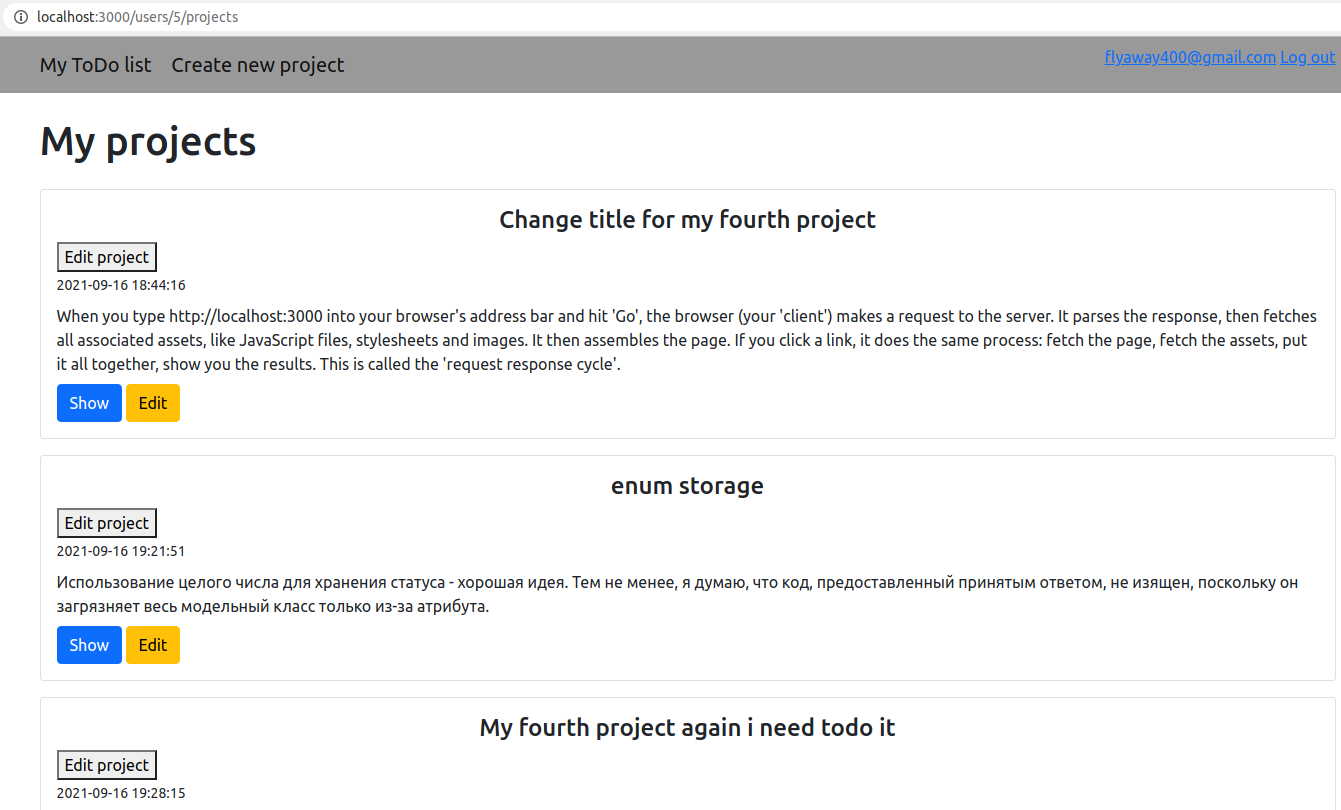 localhost:3000/users/5/projects
My ToDo list Create new project flyaway400@gmail.com Log out
My projects
Change title for my fourth project
Edit project
2021-09-16 18:44:16
When you type http://localhost:3000 into your browser's address bar and hit 'Go', the browser (your 'client') makes a request to the server. It parses the response, then fetches
all associated assets, like JavaScript files, stylesheets and images. It then assembles the page. If you click a link, it does the same process: fetch the page, fetch the assets, put
it all together, show you the results. This is called the 'request response cycle'.
Show Edit
enum storage
Edit project
2021-09-16 19:21:51
Использование целого числа для хранения статуса - хорошая идея. Тем не менее, я думаю, что код, предоставленный принятым ответом, не изящен, поскольку он
загрязняет весь модельный класс только из-за атрибута.
Show Edit
My fourth project again i need todo it
Edit project
2021-09-16 19:28:15